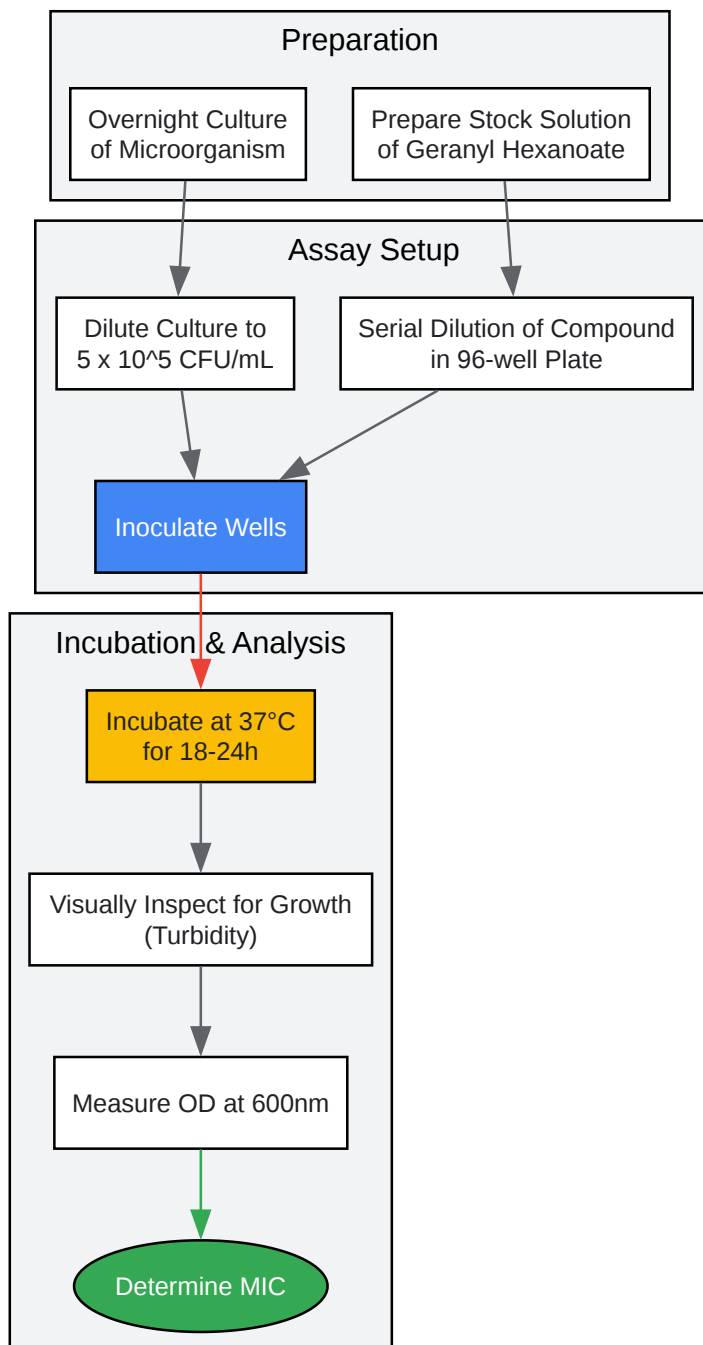 Preparation
Overnight Culture
of Microorganism
Prepare Stock Solution
of Geranyl Hexanoate
Assay Setup
Dilute Culture to
5 x 10^5 CFU/mL
Serial Dilution of Compound
in 96-well Plate
Inoculate Wells
Incubation & Analysis
Incubate at 37°C
for 18-24h
Visually Inspect for Growth
(Turbidity)
Measure OD at 600nm
Determine MIC